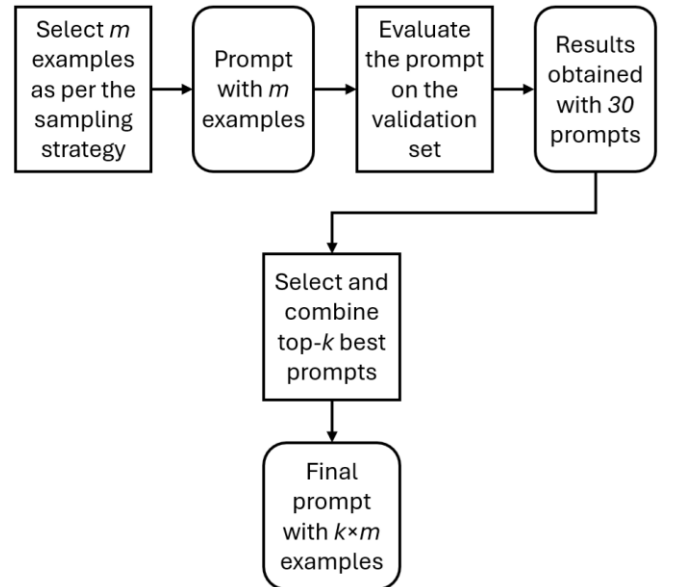 Select m
examples
as per the
sampling
strategy
Prompt
with m
examples
Evaluate
the prompt
on the
validation
set
Results
obtained
with 30
prompts
Select and
combine
top-k best
prompts
Final
prompt
with k×m
examples